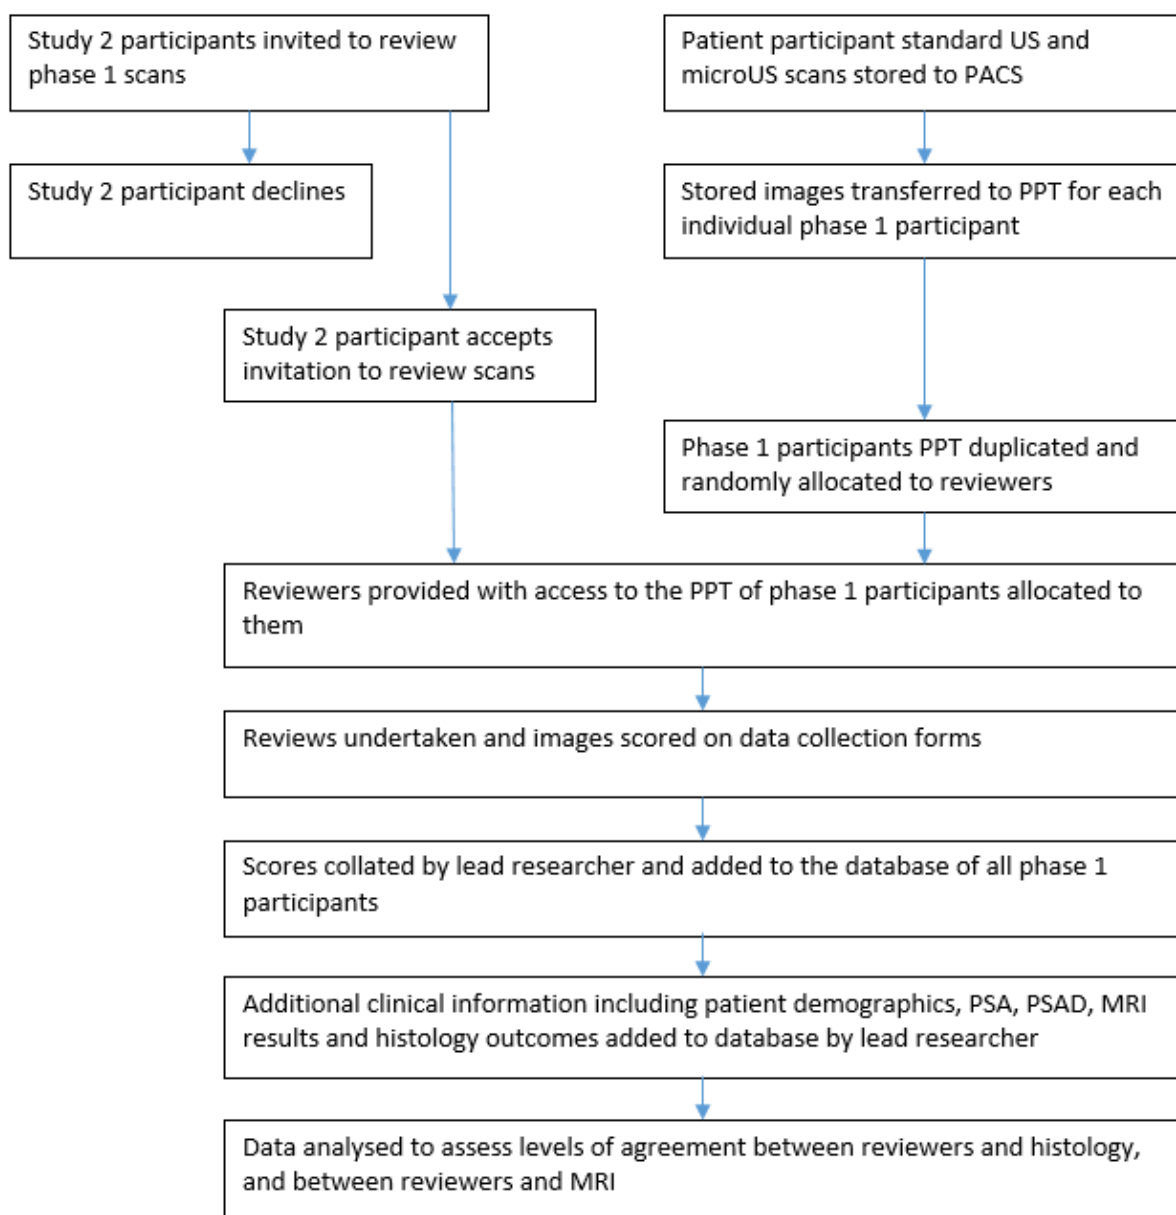 Study 2 participants invited to review
phase 1 scans
Patient participant standard US and
microUS scans stored to PACS
Study 2 participant declines
Stored images transferred to PPT for each
individual phase 1 participant
Study 2 participant accepts
invitation to review scans
Phase 1 participants PPT duplicated and
randomly allocated to reviewers
Reviewers provided with access to the PPT of phase 1 participants allocated to
them
Reviews undertaken and images scored on data collection forms
Scores collated by lead researcher and added to the database of all phase 1
participants
Additional clinical information including patient demographics, PSA, PSAD, MRI
results and histology outcomes added to database by lead researcher
Data analysed to assess levels of agreement between reviewers and histology,
and between reviewers and MRI